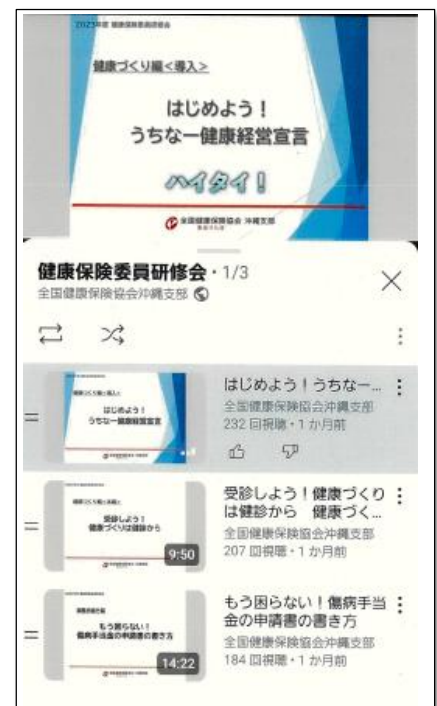 2023年度 健康保険委員研修会
健康づくり編<導入>
はじめよう！
うちなー健康経営宣言
ハイタイ！
全国健康保険協会 沖縄支部
協会けんぽ
健康保険委員研修会・1/3
全国健康保険協会沖縄支部
はじめよう！
うちなー健康経営宣言
はじめよう！うちなー...
全国健康保険協会沖縄支部
232 回視聴・1 か月前
受診しよう！
健康づくりは健診から
9:50
受診しよう！健康づくり
は健診から 健康づく...
全国健康保険協会沖縄支部
207 回視聴・1 か月前
もう困らない！
傷病手当金の申請書の書き方
14:22
もう困らない！傷病手当
金の申請書の書き方
全国健康保険協会沖縄支部
184 回視聴・1 か月前